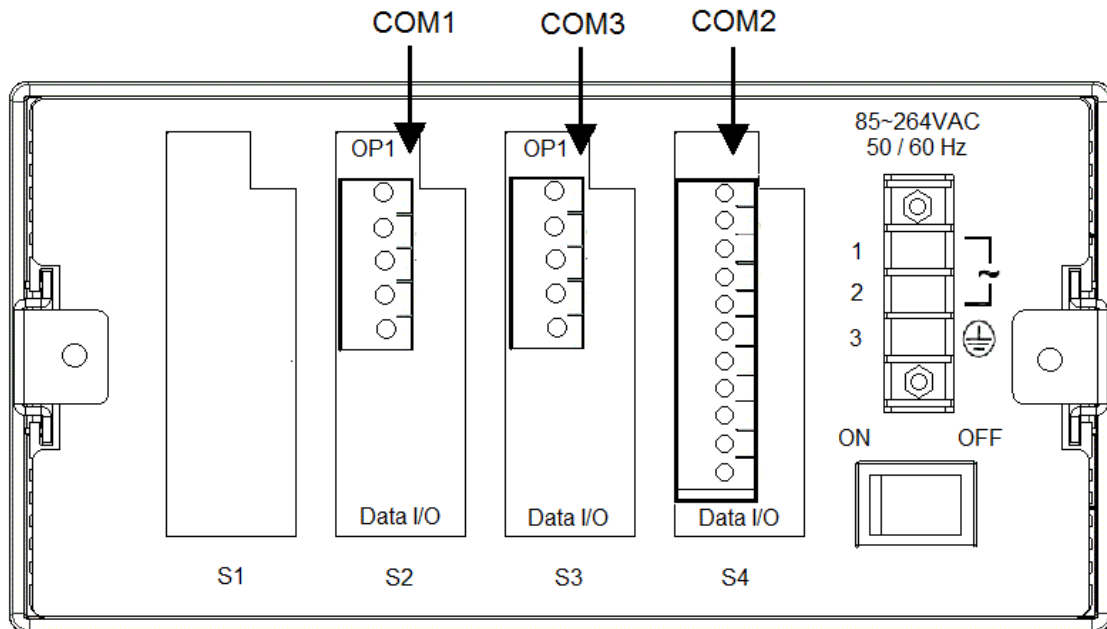 COM1
COM3
COM2
85~264VAC
50 / 60 Hz
OP1
OP1
1
2
~
3
ON
OFF
Data I/O
Data I/O
Data I/O
S1
S2
S3
S4